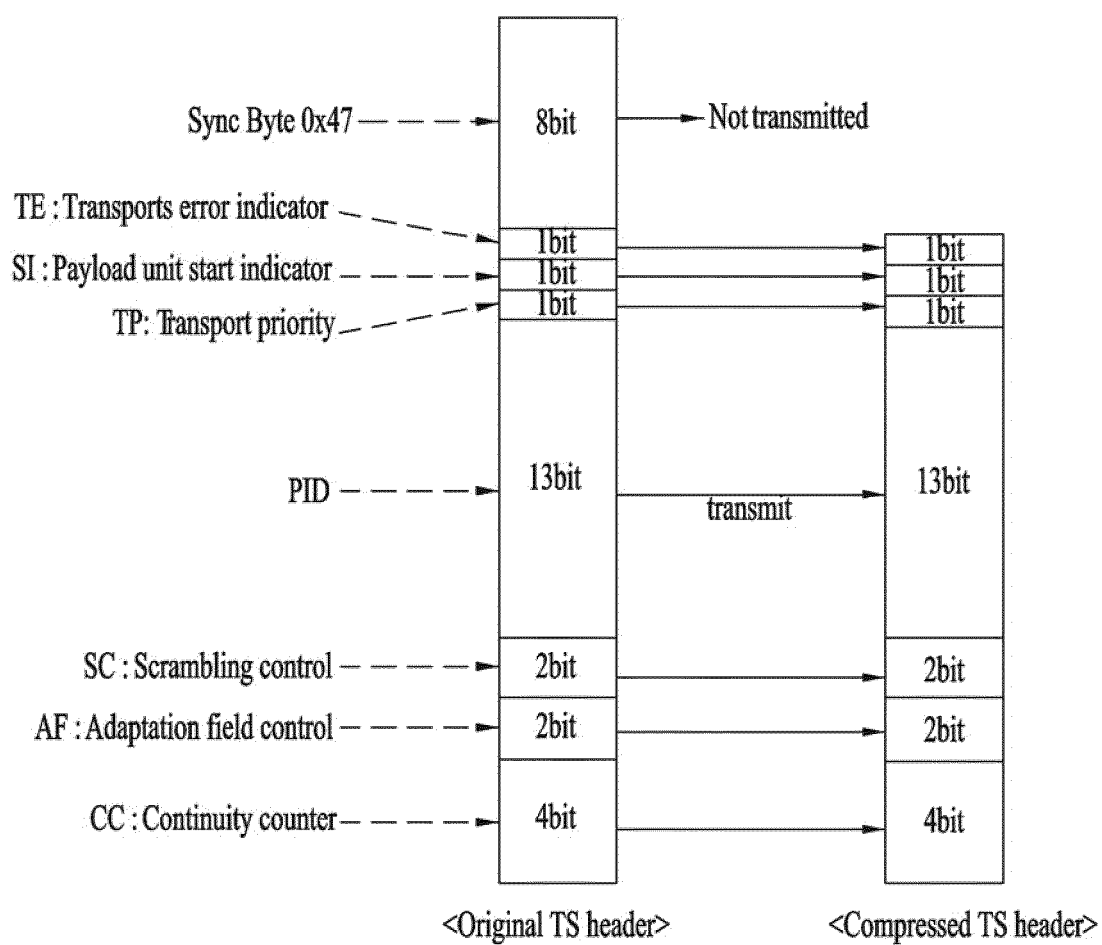 Sync Byte 0x47
8bit
Not transmitted
TE : Transports error indicator
1bit
1bit
SI : Payload unit start indicator
1bit
1bit
TP: Transport priority
1bit
1bit
PID
13bit
transmit
13bit
SC : Scrambling control
2bit
2bit
AF : Adaptation field control
2bit
2bit
CC : Continuity counter
4bit
4bit
<Original TS header>
<Compressed TS header>